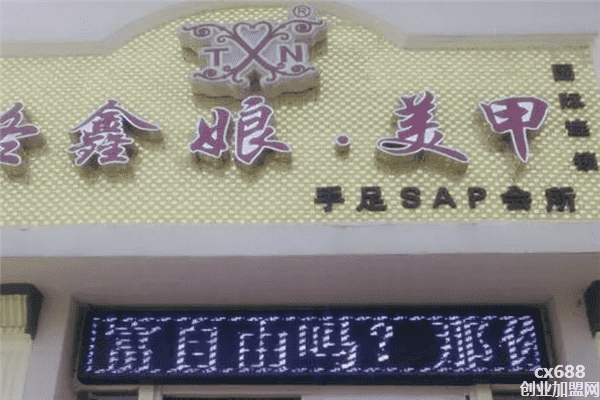 TXN®
鑫娘·美甲
国际连锁
手足SAP会所
富自由吗？那
cx688
创业加盟网